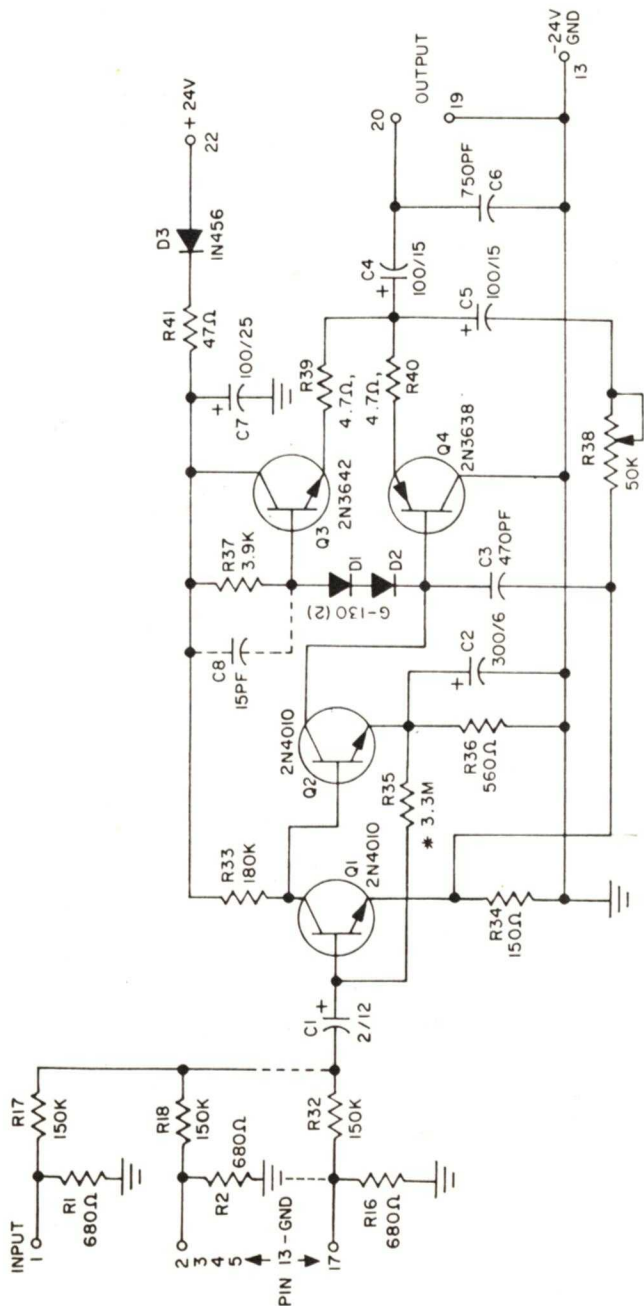 INPUT
1
R1
680Ω
R17
150K
2
3
4
5
R18
150K
R2
680Ω
PIN 13-GND
17
R32
150K
R16
680Ω
C1
+
2/12
R33
180K
Q1
2N4010
R34
150Ω
Q2
2N4010
R35
* 3.3M
R36
560Ω
+
C2
300/6
C8
15PF
R37
3.9K
G-130 (2)
D1
D2
C3
470PF
Q3
2N3642
Q4
2N3638
+
C7
100/25
R41
47Ω
D3
1N456
+ 24V
22
R39
4.7Ω,
4.7Ω,
R40
+
C4
100/15
+
C5
100/15
R38
50K
750PF
C6
20
OUTPUT
19
-24V
GND
13